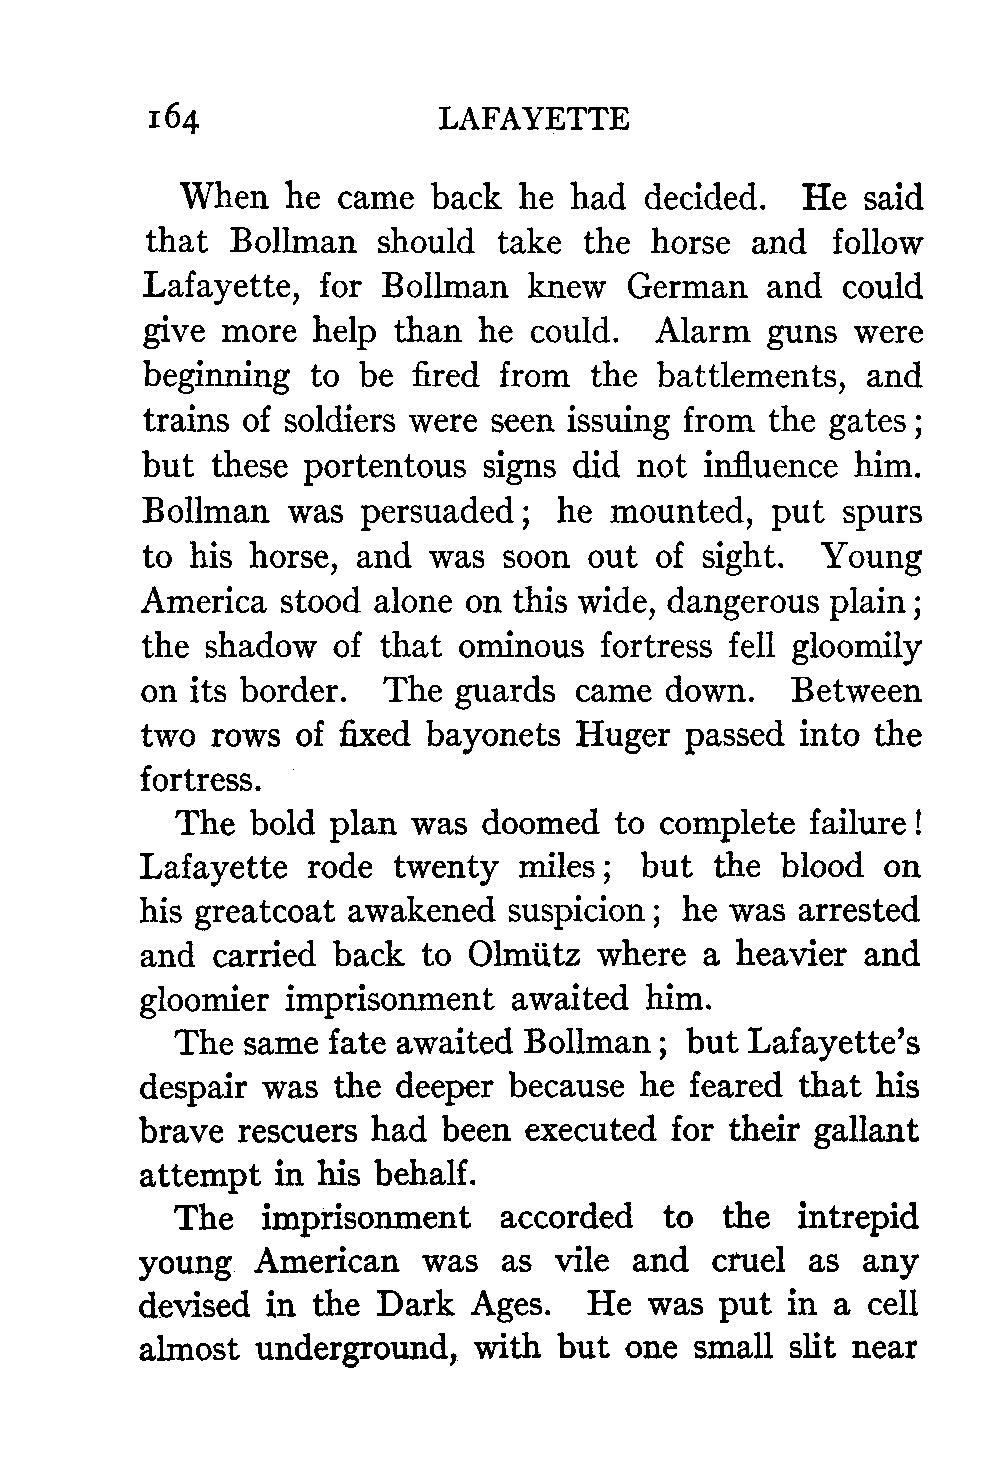 164 LAFAYETTE
When he came back he had decided. He said
that Bollman should take the horse and follow
Lafayette, for Bollman knew German and could
give more help than he could. Alarm guns were
beginning to be fired from the battlements, and
trains of soldiers were seen issuing from the gates;
but these portentous signs did not influence him.
Bollman was persuaded; he mounted, put spurs
to his horse, and was soon out of sight. Young
America stood alone on this wide, dangerous plain;
the shadow of that ominous fortress fell gloomily
on its border. The guards came down. Between
two rows of fixed bayonets Huger passed into the
fortress.
The bold plan was doomed to complete failure!
Lafayette rode twenty miles; but the blood on
his greatcoat awakened suspicion; he was arrested
and carried back to Olmütz where a heavier and
gloomier imprisonment awaited him.
The same fate awaited Bollman; but Lafayette's
despair was the deeper because he feared that his
brave rescuers had been executed for their gallant
attempt in his behalf.
The imprisonment accorded to the intrepid
young American was as vile and cruel as any
devised in the Dark Ages. He was put in a cell
almost underground, with but one small slit near